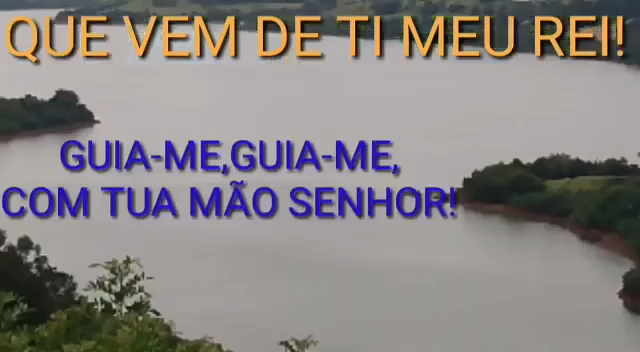 QUE VEM DE TI MEU REI!
GUIA-ME,GUIA-ME,
COM TUA MÃO SENHOR!